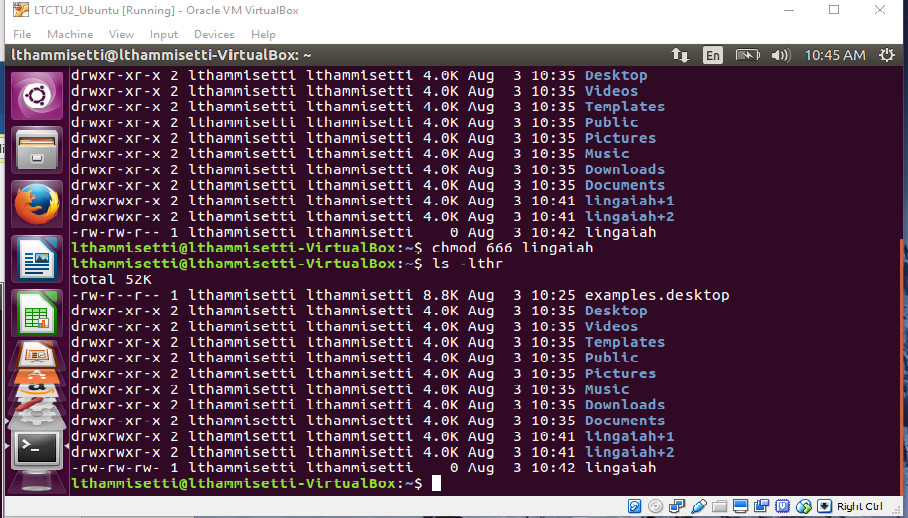 LTCTU2_Ubuntu [Running] - Oracle VM VirtualBox
File Machine View Input Devices Help
lthammisetti@lthammisetti-VirtualBox: ~ En 10:45 AM
drwxr-xr-x 2 lthammisetti lthammisetti 4.0K Aug  3 10:35 Desktop
drwxr-xr-x 2 lthammisetti lthammisetti 4.0K Aug  3 10:35 Videos
drwxr-xr-x 2 lthammisetti lthammisetti 4.0K Aug  3 10:35 Templates
drwxr-xr-x 2 lthammisetti lthammisetti 4.0K Aug  3 10:35 Public
drwxr-xr-x 2 lthammisetti lthammisetti 4.0K Aug  3 10:35 Pictures
drwxr-xr-x 2 lthammisetti lthammisetti 4.0K Aug  3 10:35 Music
drwxr-xr-x 2 lthammisetti lthammisetti 4.0K Aug  3 10:35 Downloads
drwxr-xr-x 2 lthammisetti lthammisetti 4.0K Aug  3 10:35 Documents
drwxrwxr-x 2 lthammisetti lthammisetti 4.0K Aug  3 10:41 lingaiah+1
drwxrwxr-x 2 lthammisetti lthammisetti 4.0K Aug  3 10:41 lingaiah+2
-rw-rw-r-- 1 lthammisetti lthammisetti    0 Aug  3 10:42 lingaiah
lthammisetti@lthammisetti-VirtualBox:~$ chmod 666 lingaiah
lthammisetti@lthammisetti-VirtualBox:~$ ls -lthr
total 52K
-rw-r--r-- 1 lthammisetti lthammisetti 8.8K Aug  3 10:25 examples.desktop
drwxr-xr-x 2 lthammisetti lthammisetti 4.0K Aug  3 10:35 Desktop
drwxr-xr-x 2 lthammisetti lthammisetti 4.0K Aug  3 10:35 Videos
drwxr-xr-x 2 lthammisetti lthammisetti 4.0K Aug  3 10:35 Templates
drwxr-xr-x 2 lthammisetti lthammisetti 4.0K Aug  3 10:35 Public
drwxr-xr-x 2 lthammisetti lthammisetti 4.0K Aug  3 10:35 Pictures
drwxr-xr-x 2 lthammisetti lthammisetti 4.0K Aug  3 10:35 Music
drwxr-xr-x 2 lthammisetti lthammisetti 4.0K Aug  3 10:35 Downloads
drwxr-xr-x 2 lthammisetti lthammisetti 4.0K Aug  3 10:35 Documents
drwxrwxr-x 2 lthammisetti lthammisetti 4.0K Aug  3 10:41 lingaiah+1
drwxrwxr-x 2 lthammisetti lthammisetti 4.0K Aug  3 10:41 lingaiah+2
-rw-rw-rw- 1 lthammisetti lthammisetti    0 Aug  3 10:42 lingaiah
lthammisetti@lthammisetti-VirtualBox:~$
Right Ctrl